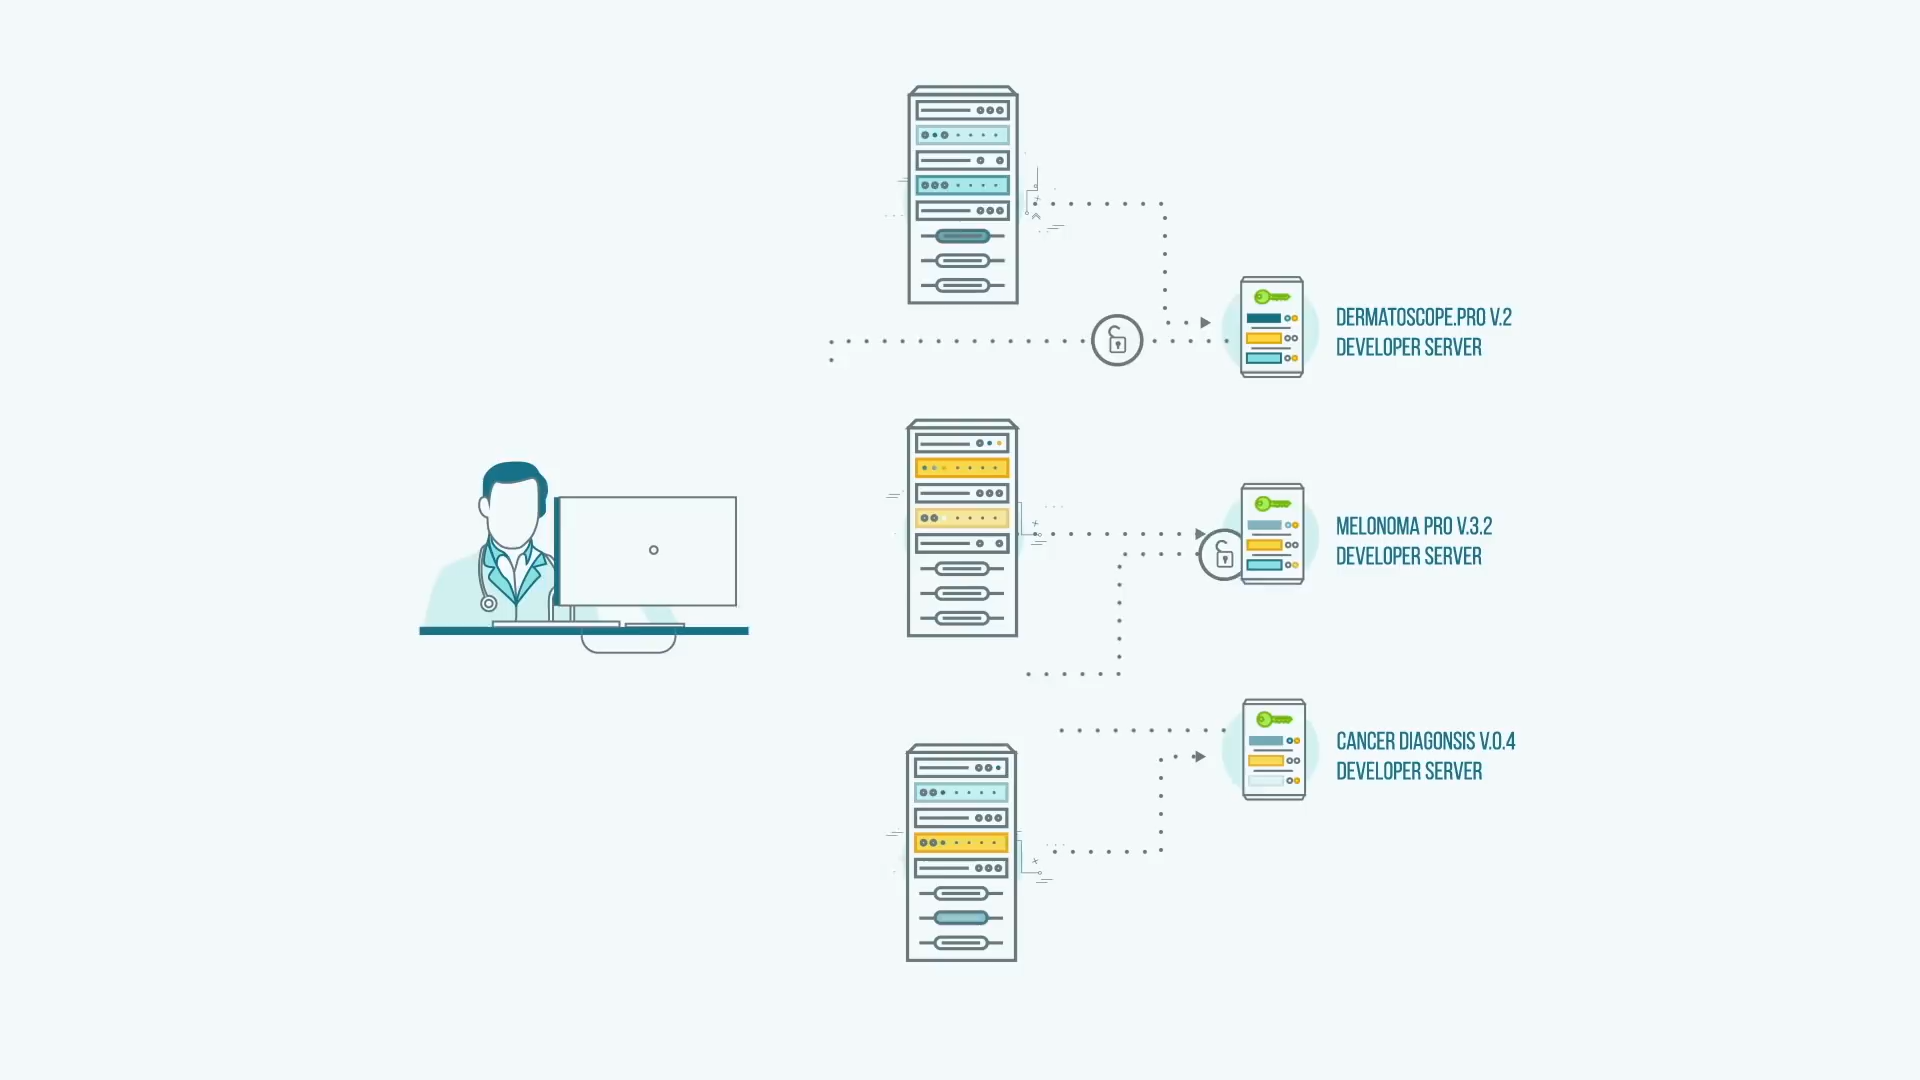 DERMATOSCOPE.PRO V.2
DEVELOPER SERVER
MELONOMA PRO V.3.2
DEVELOPER SERVER
CANCER DIAGONSIS V.0.4
DEVELOPER SERVER